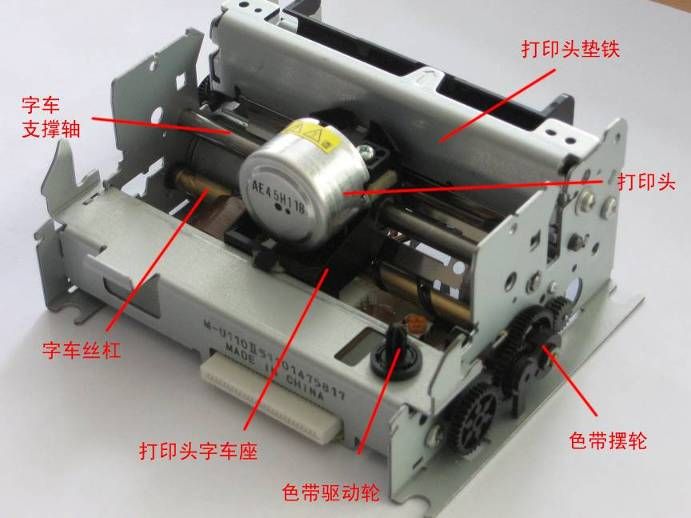 打印头垫铁
字车
支撑轴
打印头
AE45H118
字车丝杠
M-U110Ⅱ51101475817
MADE IN CHINA
打印头字车座
色带驱动轮
色带摆轮